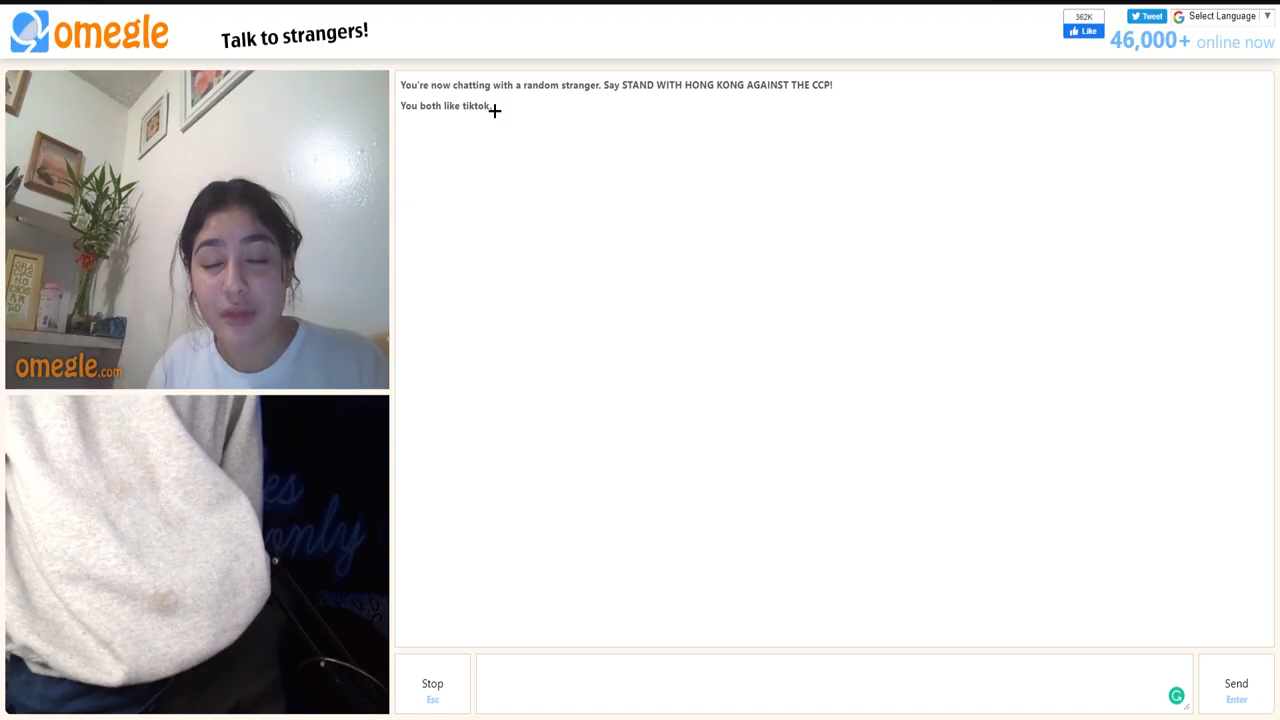 omegle
Talk to strangers!
362K
Like
Tweet
Select Language ▼
46,000+ online now
You're now chatting with a random stranger. Say STAND WITH HONG KONG AGAINST THE CCP!
You both like tiktok.
omegle.com
es
only
Stop
Esc
Send
Enter